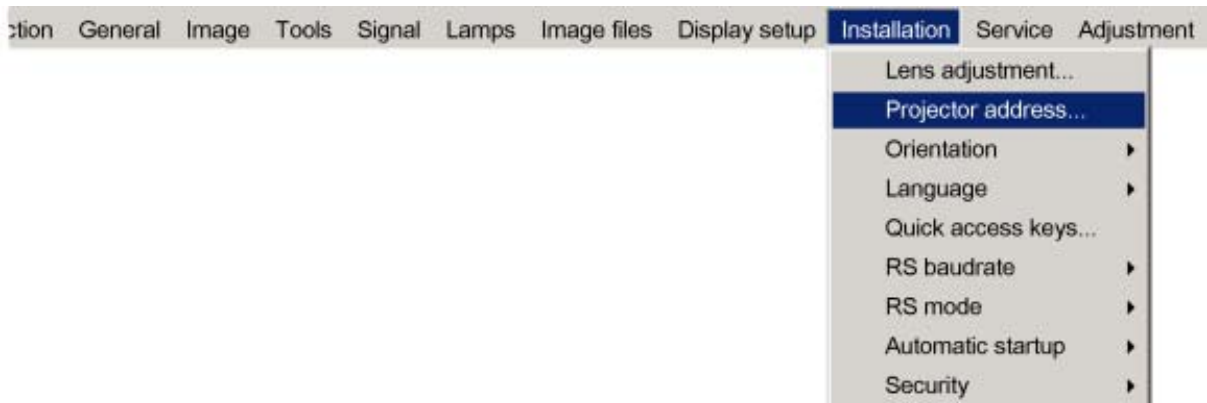 ction General Image Tools Signal Lamps Image files Display setup Installation Service Adjustment
Lens adjustment...
Projector address...
Orientation
Language
Quick access keys...
RS baudrate
RS mode
Automatic startup
Security